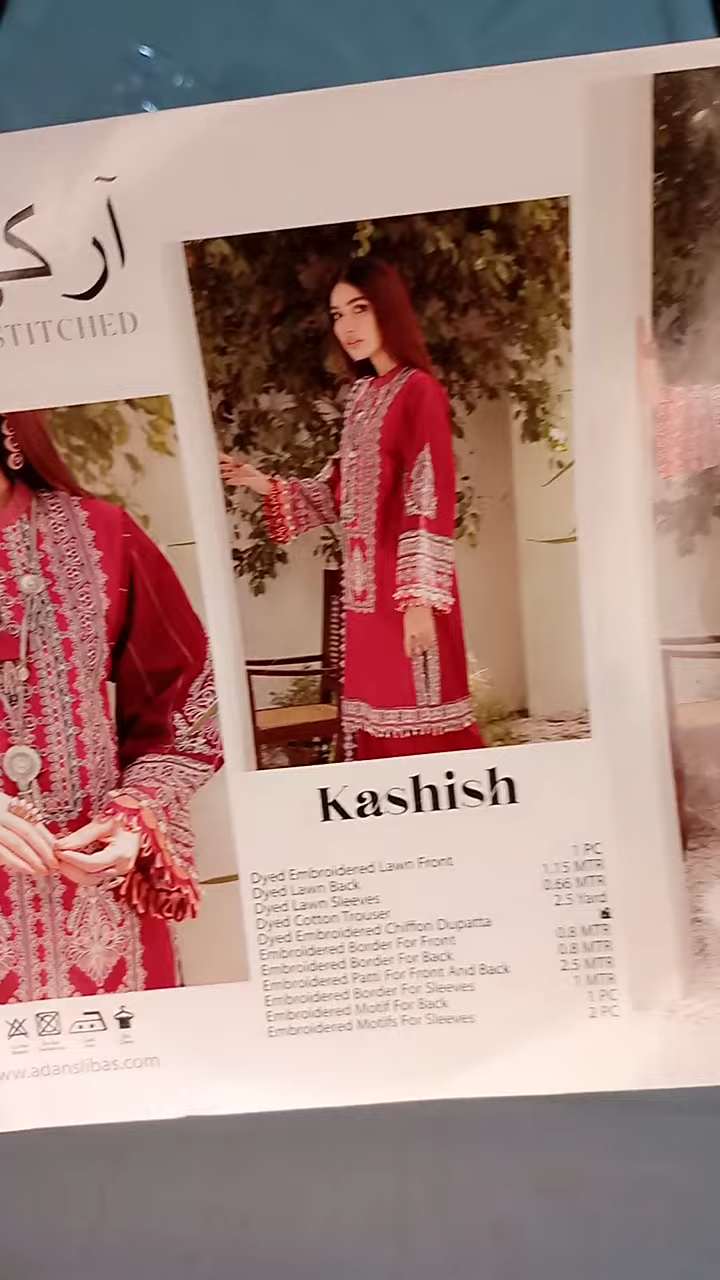 آر
STITCHED
Kashish
Dyed Embroidered Lawn Front 1 PC
Dyed Lawn Back 1.15 MTR
Dyed Lawn Sleeves 0.66 MTR
Dyed Cotton Trouser 2.5 Yard
Dyed Embroidered Chiffon Dupatta
Embroidered Border For Front 0.8 MTR
Embroidered Border For Back 0.8 MTR
Embroidered Patti For Front And Back 2.5 MTR
Embroidered Border For Sleeves 1 MTR
Embroidered Motif For Back 1 PC
Embroidered Motifs For Sleeves 2 PC
ww.adanslibas.com